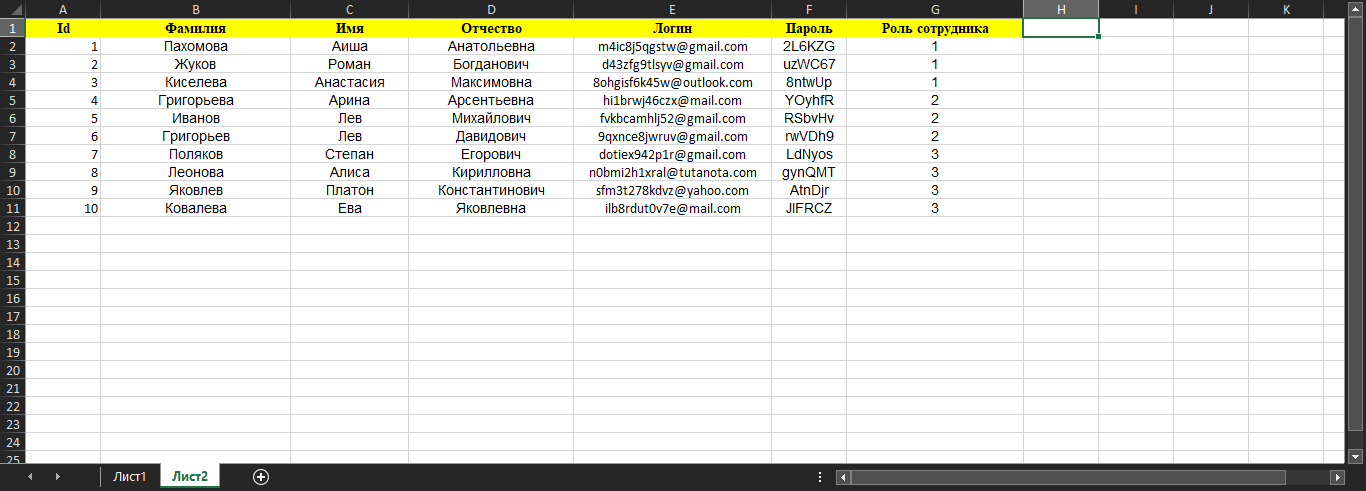 A B C D E F G H I J K
1 Id Фамилия Имя Отчество Логин Пароль Роль сотрудника
2 1 Пахомова Аиша Анатольевна m4ic8j5qgstw@gmail.com 2L6KZG 1
3 2 Жуков Роман Богданович d43zfg9tlsyv@gmail.com uzWC67 1
4 3 Киселева Анастасия Максимовна 8ohgisf6k45w@outlook.com 8ntwUp 1
5 4 Григорьева Арина Арсентьевна hi1brwj46czx@mail.com YOyhfR 2
6 5 Иванов Лев Михайлович fvkbcamhlj52@gmail.com RSbvHv 2
7 6 Григорьев Лев Давидович 9qxnce8jwruv@gmail.com rwVDh9 2
8 7 Поляков Степан Егорович dotiex942p1r@gmail.com LdNyos 3
9 8 Леонова Алиса Кирилловна n0bmi2h1xral@tutanota.com gynQMT 3
10 9 Яковлев Платон Константинович sfm3t278kdvz@yahoo.com AtnDjr 3
11 10 Ковалева Ева Яковлевна ilb8rdut0v7e@mail.com JlFRCZ 3
12
13
14
15
16
17
18
19
20
21
22
23
24
25
Лист1 Лист2